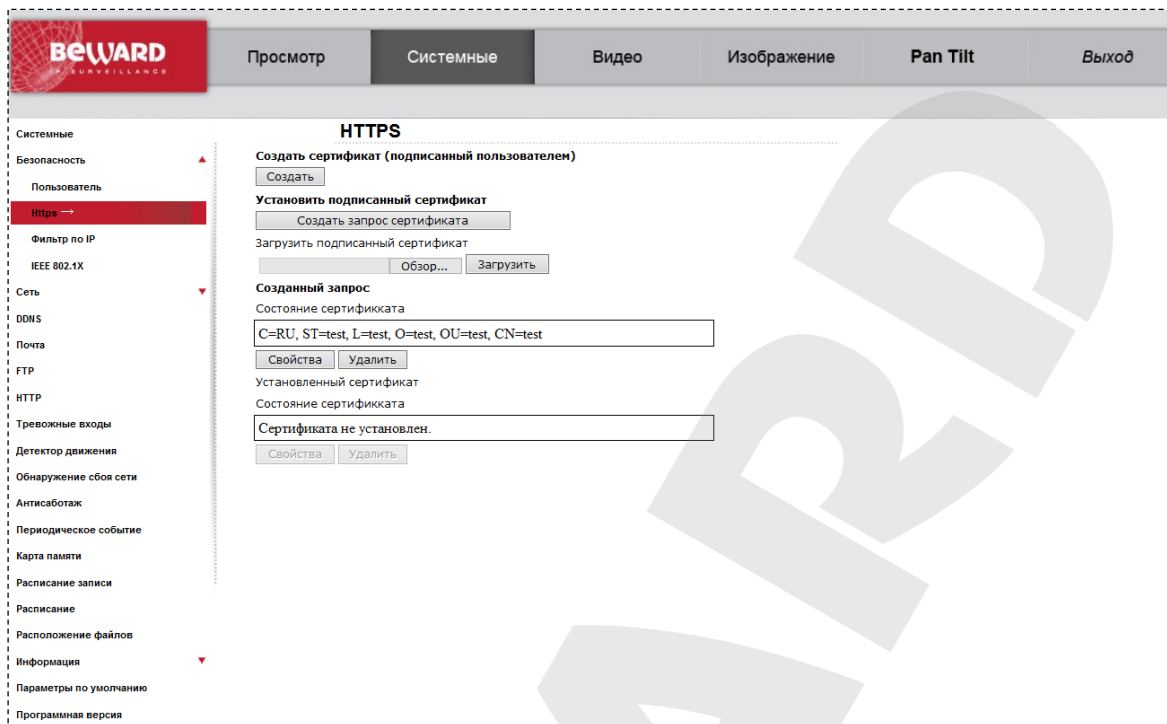 BEWARD
IP SURVEILLANCE
Просмотр
Системные
Видео
Изображение
Pan Tilt
Выход
Системные
Безопасность
Пользователь
Https →
Фильтр по IP
IEEE 802.1X
Сеть
DDNS
Почта
FTP
HTTP
Тревожные входы
Детектор движения
Обнаружение сбоя сети
Антисаботаж
Периодическое событие
Карта памяти
Расписание записи
Расписание
Расположение файлов
Информация
Параметры по умолчанию
Программная версия
HTTPS
Создать сертификат (подписанный пользователем)
Создать
Установить подписанный сертификат
Создать запрос сертификата
Загрузить подписанный сертификат
Обзор... Загрузить
Созданный запрос
Состояние сертификката
C=RU, ST=test, L=test, O=test, OU=test, CN=test
Свойства Удалить
Установленный сертификат
Состояние сертификката
Сертификата не установлен.
Свойства Удалить
ARD